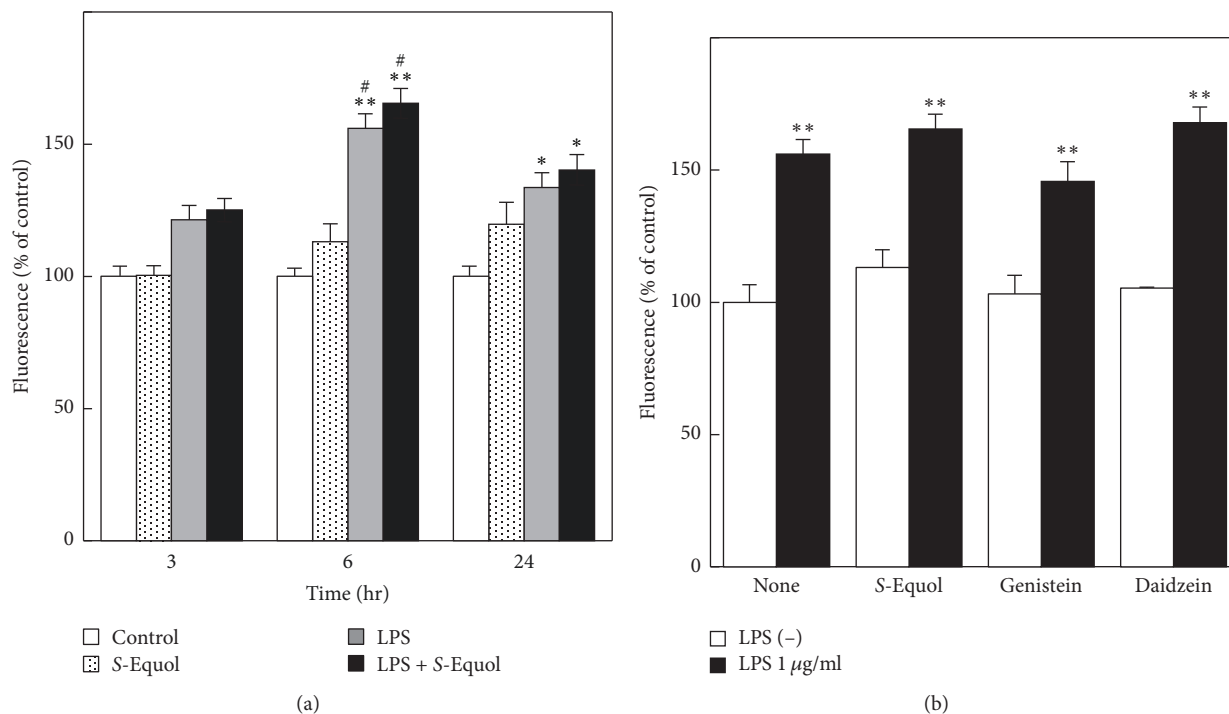 Fluorescence (% of control)
150
100
50
0
#
**
#
**
*
*
3 6 24
Time (hr)
Control
S-Equol
LPS
LPS + S-Equol
(a)
Fluorescence (% of control)
150
100
50
0
**
**
**
**
None S-Equol Genistein Daidzein
LPS (–)
LPS 1 μg/ml
(b)